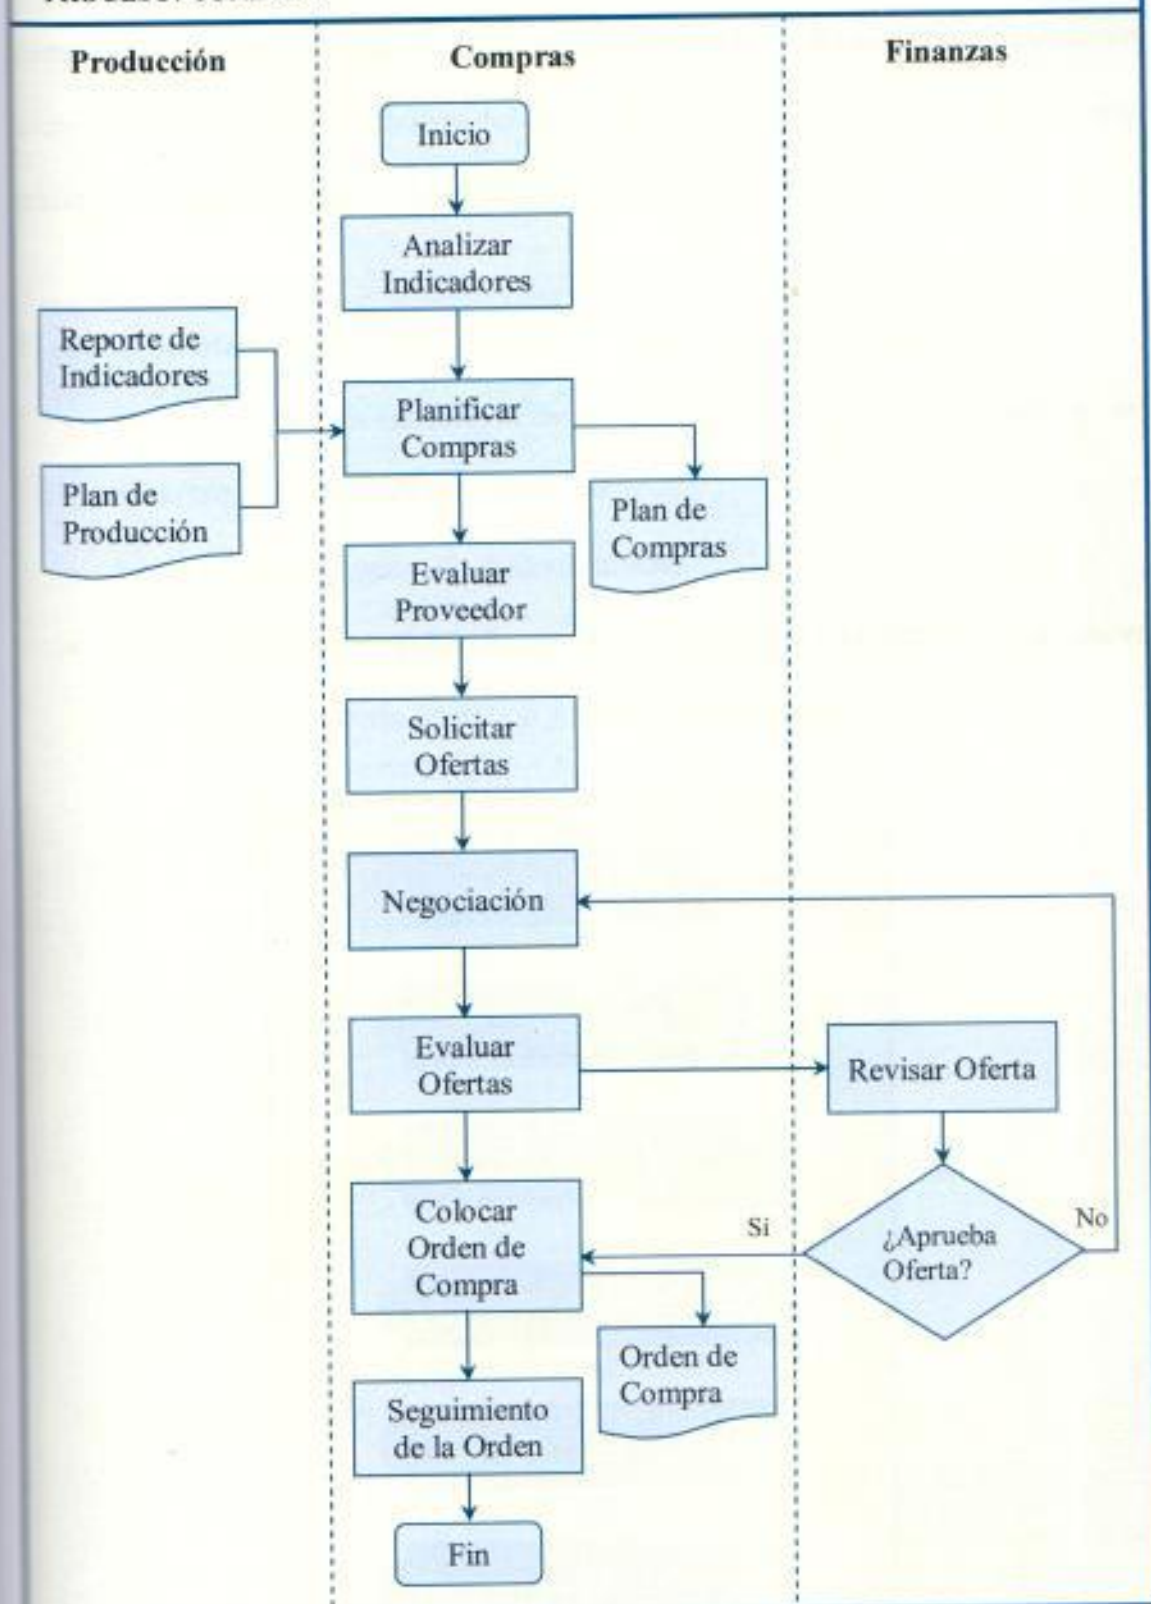 Producción
Compras
Finanzas
Inicio
Analizar
Indicadores
Reporte de
Indicadores
Planificar
Compras
Plan de
Producción
Plan de
Compras
Evaluar
Proveedor
Solicitar
Ofertas
Negociación
Evaluar
Ofertas
Revisar Oferta
Colocar
Orden de
Compra
Si
¿Aprueba
Oferta?
No
Orden de
Compra
Seguimiento
de la Orden
Fin